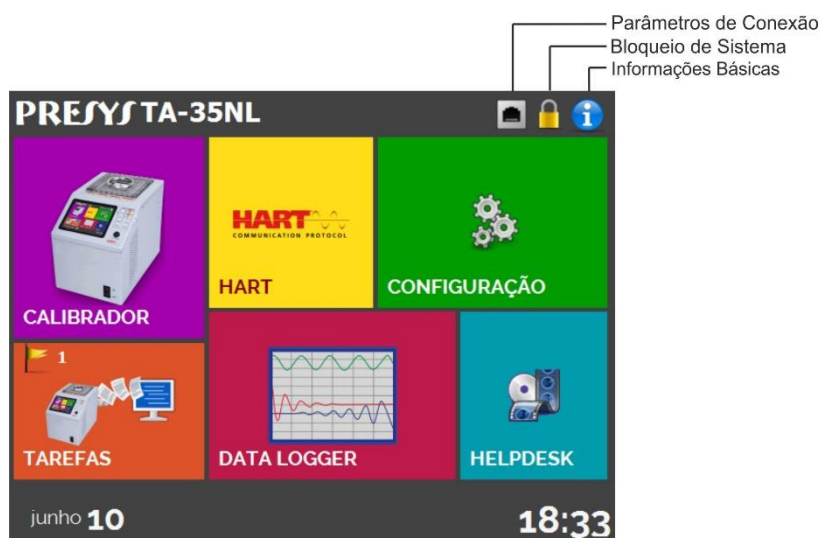 Parâmetros de Conexão
Bloqueio de Sistema
Informações Básicas
PRESYS TA-35NL
HART
COMMUNICATION PROTOCOL
HART
CONFIGURAÇÃO
CALIBRADOR
1
TAREFAS
DATA LOGGER
HELPDESK
junho 10
18:33